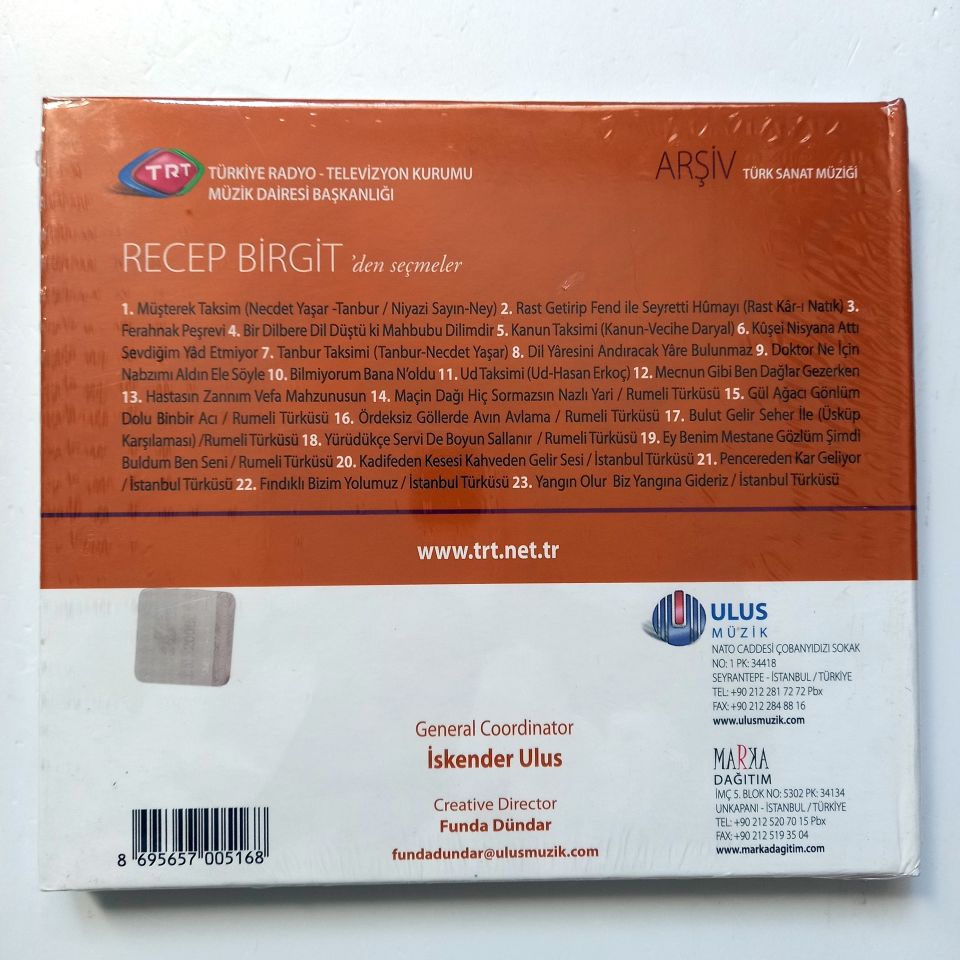 TRT
TÜRKİYE RADYO - TELEVİZYON KURUMU
MÜZİK DAİRESİ BAŞKANLIĞI
ARŞİV TÜRK SANAT MÜZİĞİ
RECEP BİRGİT 'den seçmeler
1. Müşterek Taksim (Necdet Yaşar -Tanbur / Niyazi Sayın-Ney) 2. Rast Getirip Fend ile Seyretti Hûmayı (Rast Kâr-ı Natık) 3.
Ferahnak Peşrevi 4. Bir Dilbere Dil Düştü ki Mahbubu Dilimdir 5. Kanun Taksimi (Kanun-Vecihe Daryal) 6. Kûşei Nisyana Attı
Sevdiğim Yâd Etmiyor 7. Tanbur Taksimi (Tanbur-Necdet Yaşar) 8. Dil Yâresini Andıracak Yâre Bulunmaz 9. Doktor Ne İçin
Nabzımı Aldın Ele Söyle 10. Bilmiyorum Bana N'oldu 11. Ud Taksimi (Ud-Hasan Erkoç) 12. Mecnun Gibi Ben Dağlar Gezerken
13. Hastasın Zannım Vefa Mahzunusun 14. Maçin Dağı Hiç Sormazsın Nazlı Yari / Rumeli Türküsü 15. Gül Ağacı Gönlüm
Dolu Binbir Acı / Rumeli Türküsü 16. Ördeksiz Göllerde Avın Avlama / Rumeli Türküsü 17. Bulut Gelir Seher İle (Üsküp
Karşılaması) /Rumeli Türküsü 18. Yürüdükçe Servi De Boyun Sallanır / Rumeli Türküsü 19. Ey Benim Mestane Gözlüm Şimdi
Buldum Ben Seni / Rumeli Türküsü 20. Kadifeden Kesesi Kahveden Gelir Sesi / İstanbul Türküsü 21. Pencereden Kar Geliyor
/ İstanbul Türküsü 22. Fındıklı Bizim Yolumuz / İstanbul Türküsü 23. Yangın Olur Biz Yangına Gideriz / İstanbul Türküsü
www.trt.net.tr
ULUS
MÜZİK
NATO CADDESİ ÇOBANYIDIZI SOKAK
NO: 1 PK: 34418
SEYRANTEPE - İSTANBUL / TÜRKİYE
TEL: +90 212 281 72 72 Pbx
FAX: +90 212 284 88 16
www.ulusmuzik.com
General Coordinator
İskender Ulus
Creative Director
Funda Dündar
fundadundar@ulusmuzik.com
MARKA
DAĞITIM
İMÇ 5. BLOK NO: 5302 PK: 34134
UNKAPANI - İSTANBUL / TÜRKİYE
TEL: +90 212 520 70 15 Pbx
FAX: +90 212 519 35 04
www.markadagitim.com
8 695657 005168